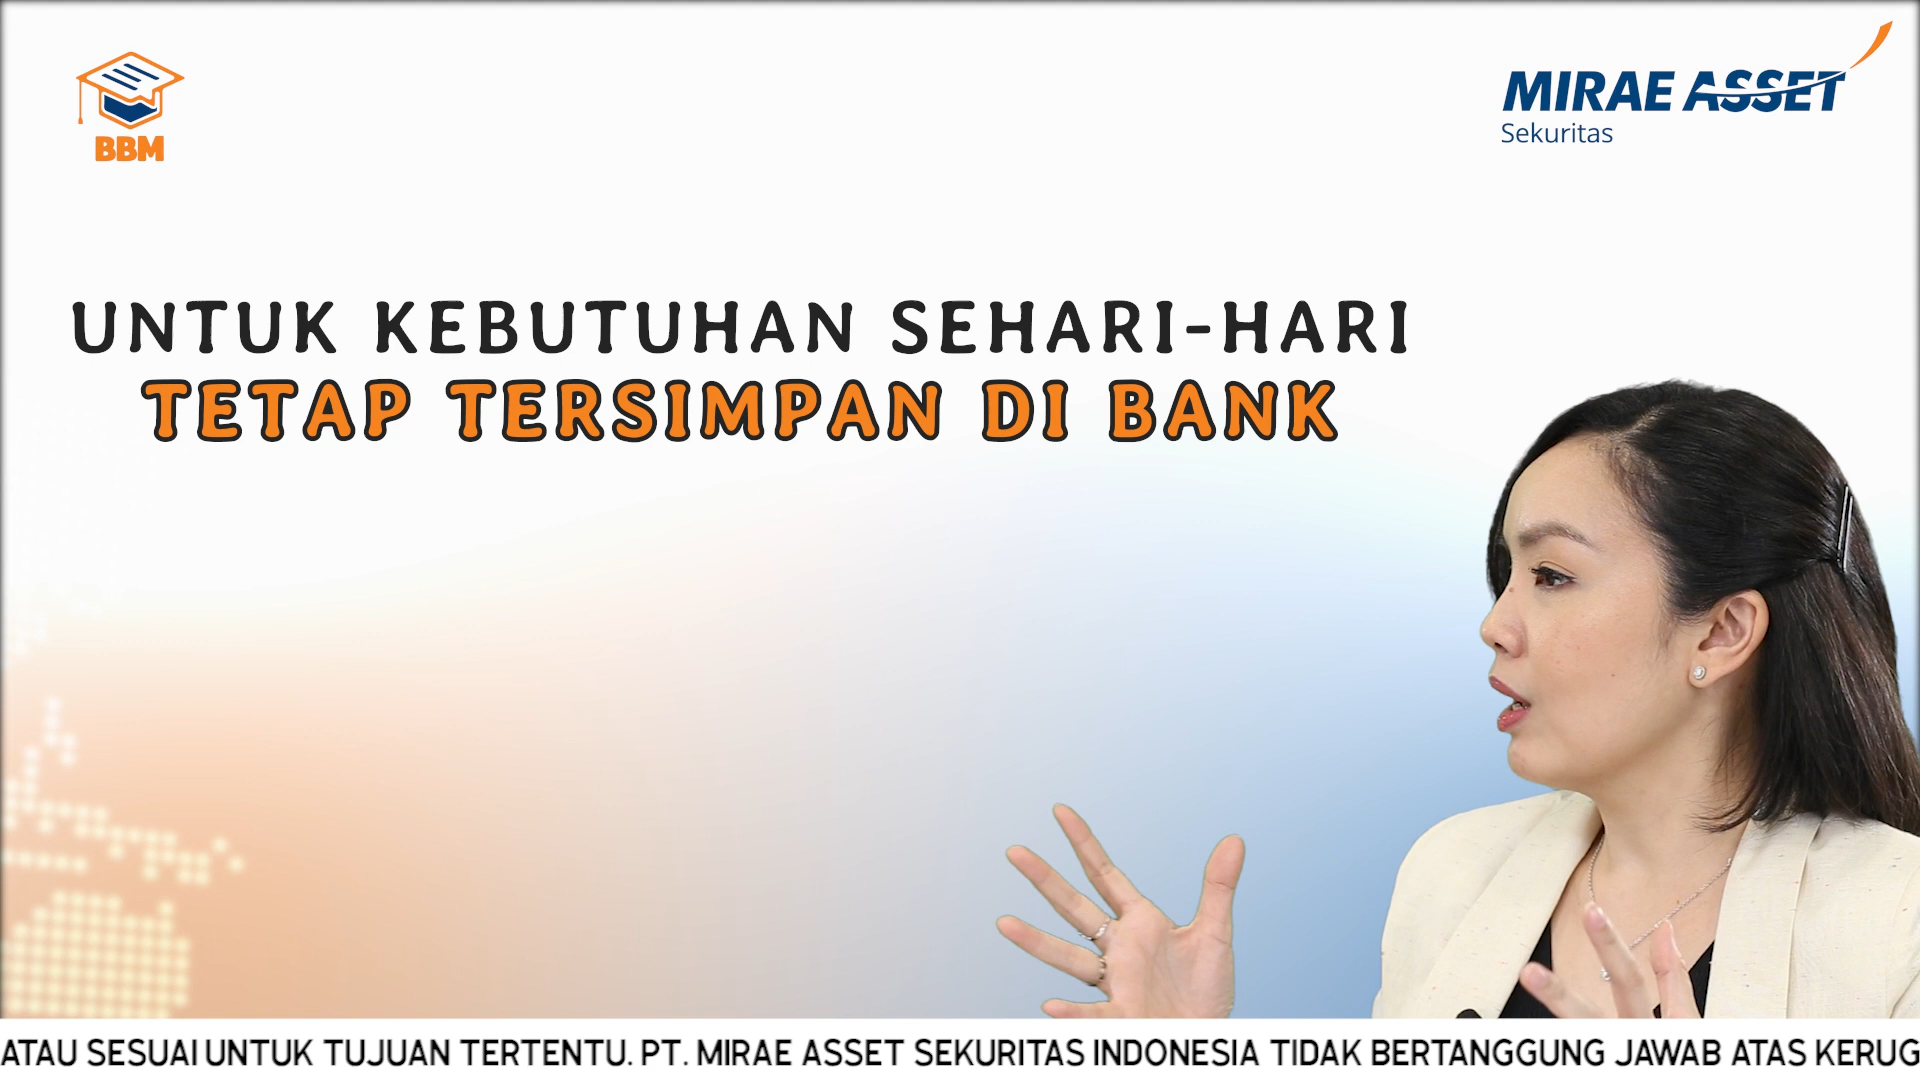 BBM
MIRAE ASSET
Sekuritas
UNTUK KEBUTUHAN SEHARI-HARI
TETAP TERSIMPAN DI BANK
ATAU SESUAI UNTUK TUJUAN TERTENTU. PT. MIRAE ASSET SEKURITAS INDONESIA TIDAK BERTANGGUNG JAWAB ATAS KERUG